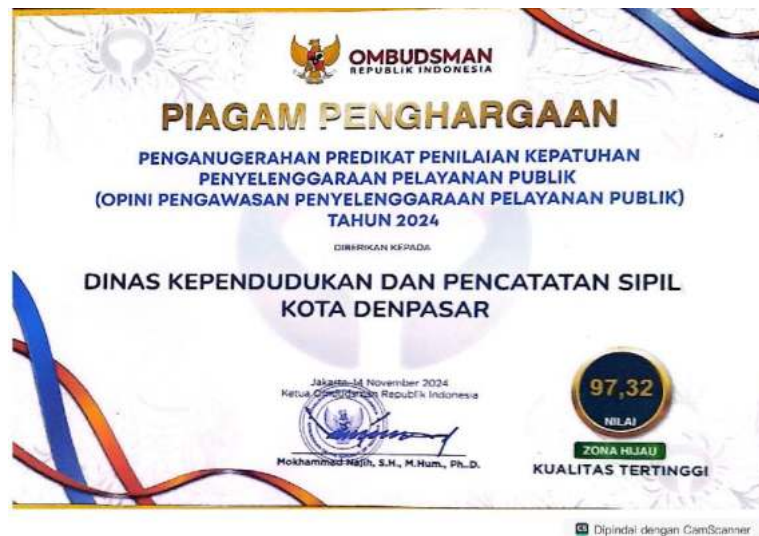 OMBUDSMAN
REPUBLIK INDONESIA
PIAGAM PENGHARGAAN
PENGANUGERAHAN PREDIKAT PENILAIAN KEPATUHAN
PENYELENGGARAAN PELAYANAN PUBLIK
(OPINI PENGAWASAN PENYELENGGARAAN PELAYANAN PUBLIK)
TAHUN 2024
DIBERIKAN KEPADA
DINAS KEPENDUDUKAN DAN PENCATATAN SIPIL
KOTA DENPASAR
Jakarta, 14 November 2024
Ketua Ombudsman Republik Indonesia
Mokhammad Najih, S.H., M.Hum., Ph.D.
97,32
NILAI
ZONA HIJAU
KUALITAS TERTINGGI
CS Dipindai dengan CamScanner